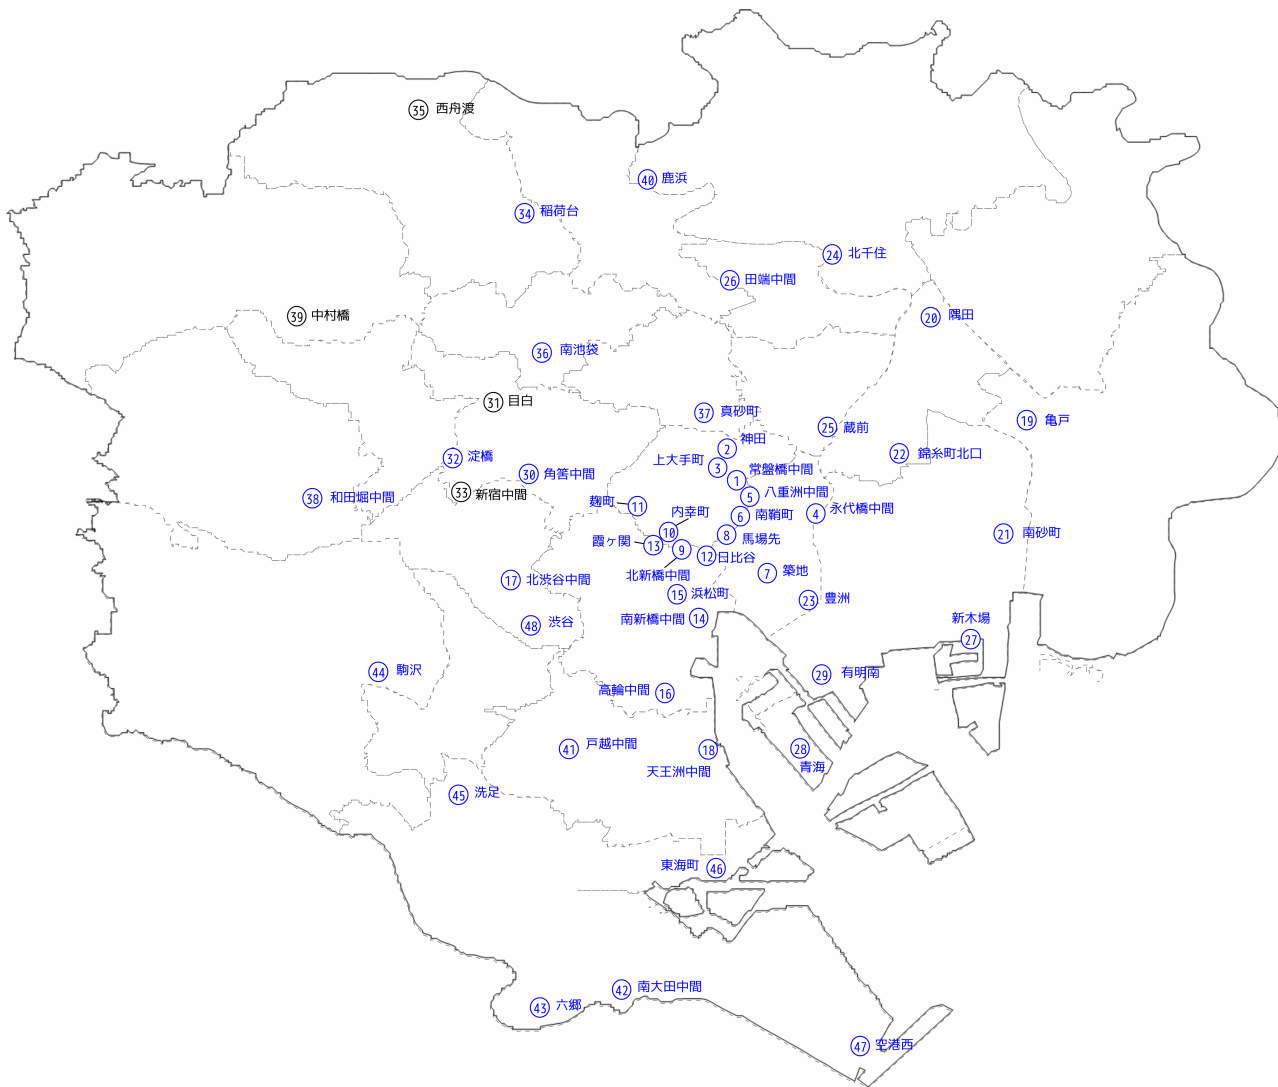 35 西舟渡
40 鹿浜
34 稲荷台
24 北千住
26 田端中間
39 中村橋
20 隅田
36 南池袋
31 目白
37 真砂町
19 亀戸
25 蔵前
2 神田
22 錦糸町北口
32 淀橋
3 上大手町
30 角筈中間
1 常盤橋中間
33 新宿中間
5 八重洲中間
38 和田堀中間
11 麹町
4 永代橋中間
10 内幸町
6 南鞘町
21 南砂町
8 馬場先
13 霞ヶ関
9 北新橋中間
12 日比谷
7 築地
17 北渋谷中間
15 浜松町
23 豊洲
14 南新橋中間
48 渋谷
27 新木場
44 駒沢
29 有明南
16 高輪中間
41 戸越中間
18 天王洲中間
28 青海
45 洗足
46 東海町
42 南大田中間
43 六郷
47 空港西